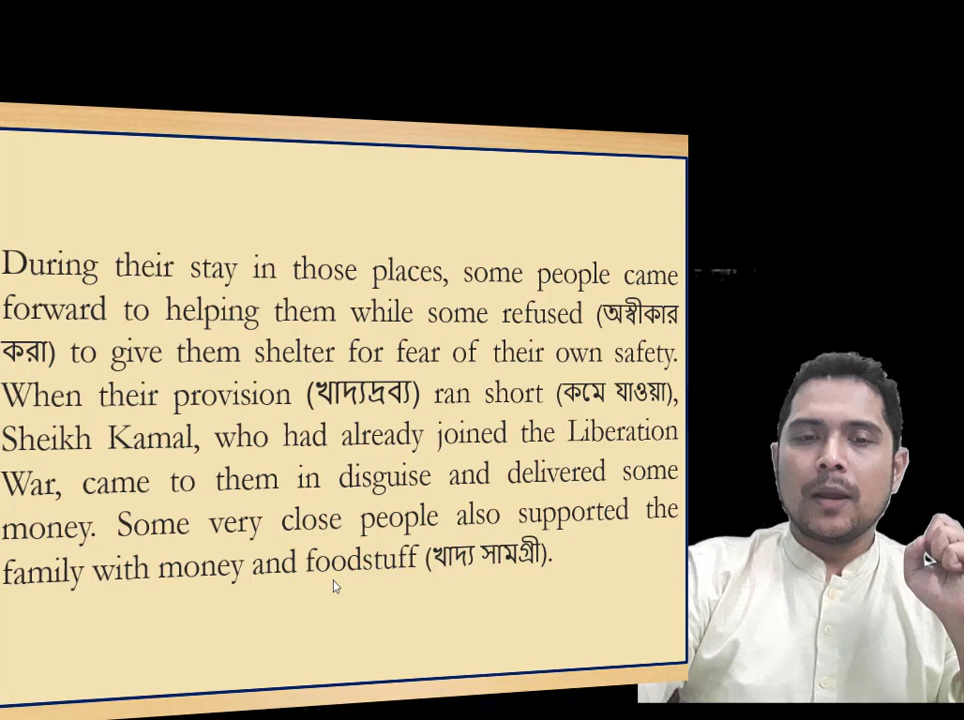 During their stay in those places, some people came
forward to helping them while some refused (অস্বীকার
করা) to give them shelter for fear of their own safety.
When their provision (খাদ্যদ্রব্য) ran short (কমে যাওয়া),
Sheikh Kamal, who had already joined the Liberation
War, came to them in disguise and delivered some
money. Some very close people also supported the
family with money and foodstuff (খাদ্য সামগ্রী).